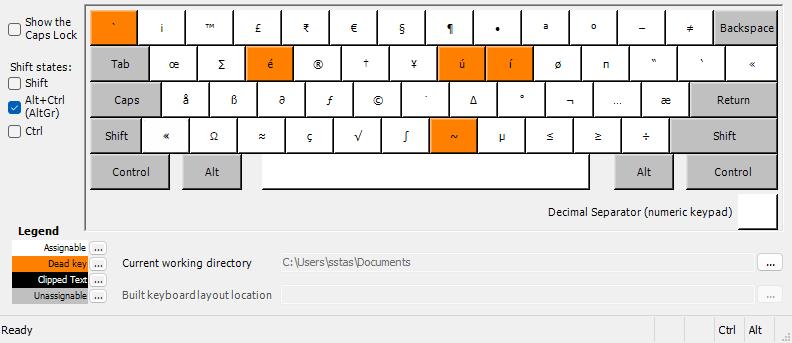 Show the
Caps Lock
` ¡ ™ £ ₹ € § ¶ • ª º – ≠ Backspace
Shift states:
Tab œ ∑ é ® † ¥ ú í ø π “ ‘ «
Shift
Alt+Ctrl
(AltGr)
Caps å ß ∂ ƒ © ˙ ∆ ° ¬ … æ Return
Ctrl
Shift « Ω ≈ ç √ ∫ ~ µ ≤ ≥ ÷ Shift
Control Alt Alt Control
Decimal Separator (numeric keypad)
Legend
Assignable ...
Dead key ... Current working directory C:\Users\sstas\Documents ...
Clipped Text ...
Unassignable ... Built keyboard layout location ...
Ready Ctrl Alt